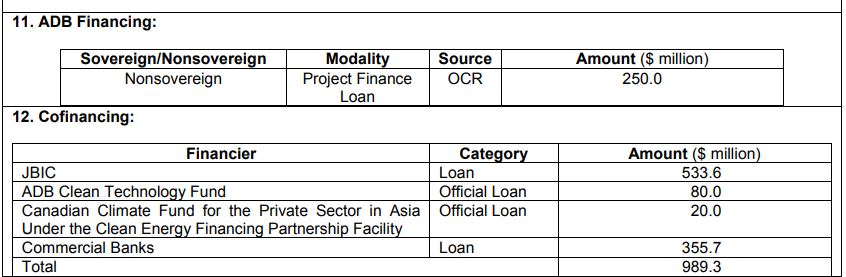 11. ADB Financing:
Sovereign/Nonsovereign Modality Source Amount ($ million)
Nonsovereign Project Finance Loan OCR 250.0
12. Cofinancing:
Financier Category Amount ($ million)
JBIC Loan 533.6
ADB Clean Technology Fund Official Loan 80.0
Canadian Climate Fund for the Private Sector in Asia Official Loan 20.0
Under the Clean Energy Financing Partnership Facility
Commercial Banks Loan 355.7
Total 989.3